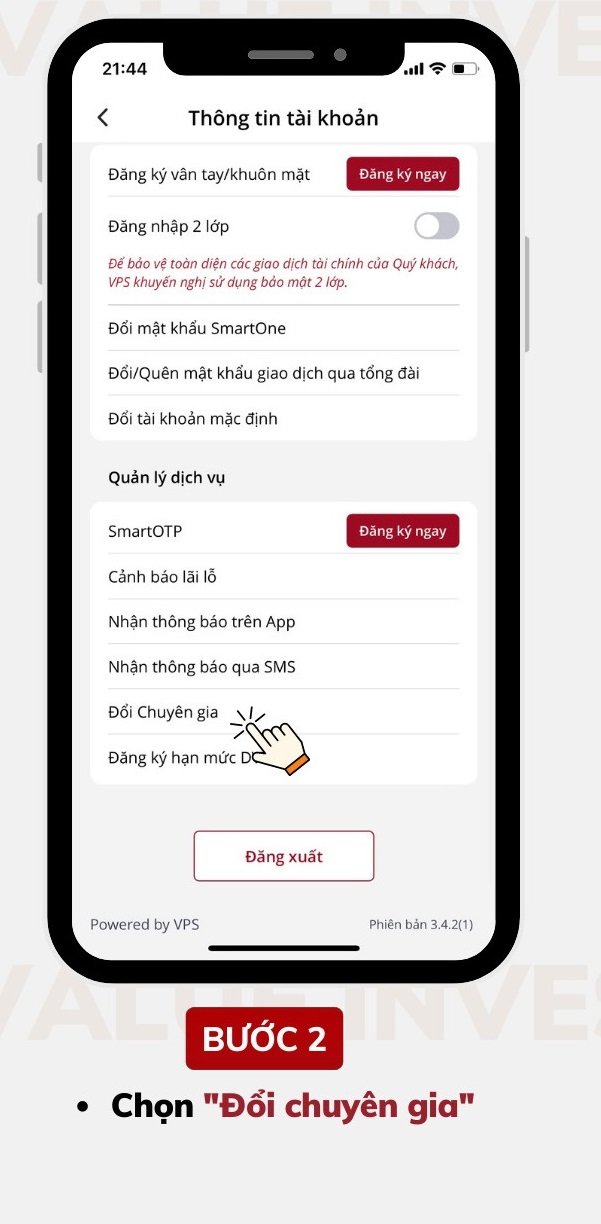 VALUE INVE
21:44
Thông tin tài khoản
Đăng ký vân tay/khuôn mặt
Đăng ký ngay
Đăng nhập 2 lớp
Để bảo vệ toàn diện các giao dịch tài chính của Quý khách,
VPS khuyến nghị sử dụng bảo mật 2 lớp.
Đổi mật khẩu SmartOne
Đổi/Quên mật khẩu giao dịch qua tổng đài
Đổi tài khoản mặc định
Quản lý dịch vụ
SmartOTP
Đăng ký ngay
Cảnh báo lãi lỗ
Nhận thông báo trên App
Nhận thông báo qua SMS
Đổi Chuyên gia
Đăng ký hạn mức
Đăng xuất
Powered by VPS
Phiên bản 3.4.2(1)
VALUE INVES
BƯỚC 2
• Chọn "Đổi chuyên gia"